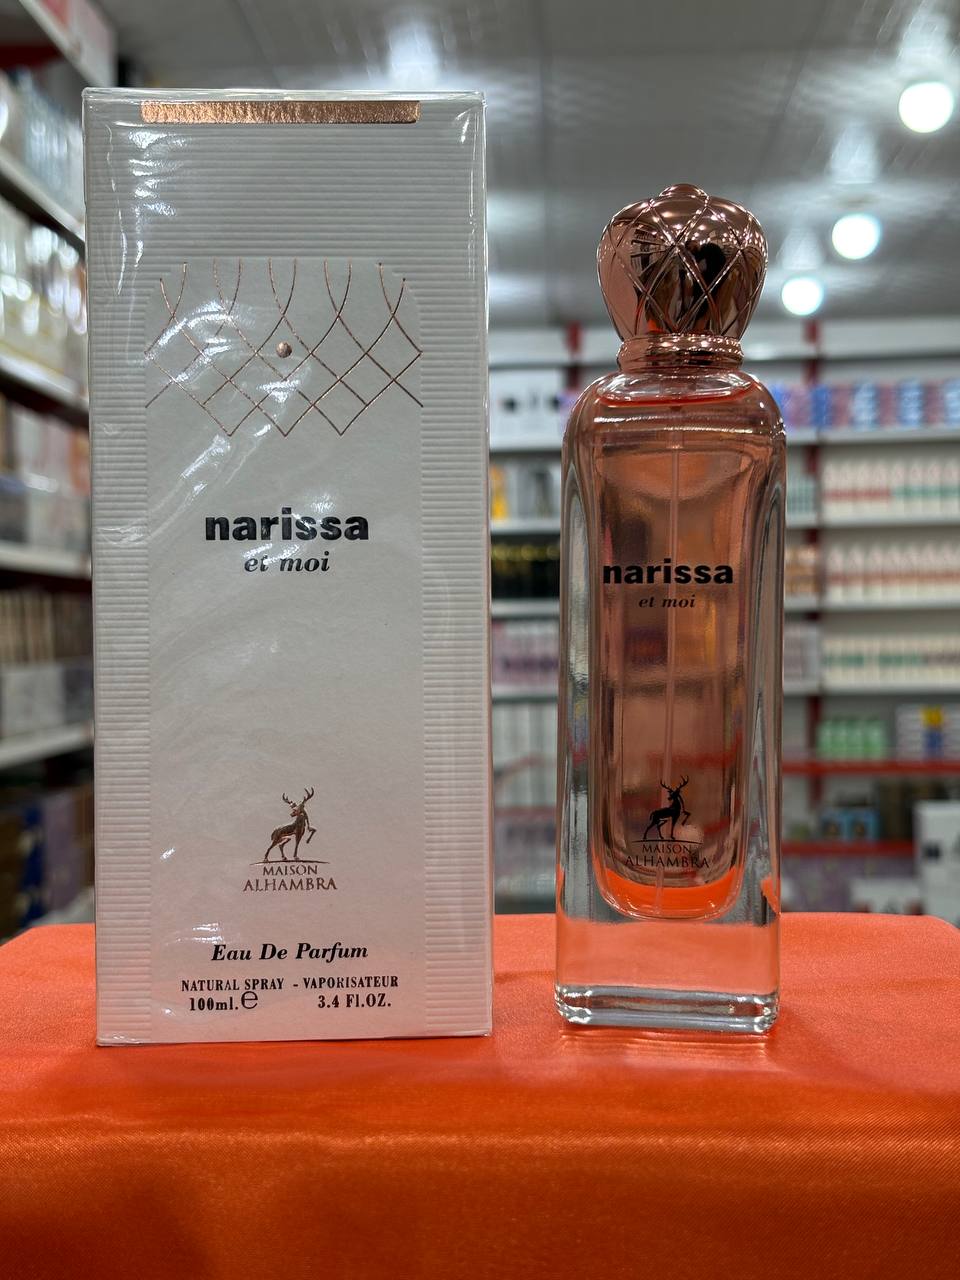 narissa
et moi
MAISON
ALHAMBRA
Eau De Parfum
NATURAL SPRAY - VAPORISATEUR
100ml.℮ 3.4 Fl.OZ.
narissa
et moi
MAISON
ALHAMBRA